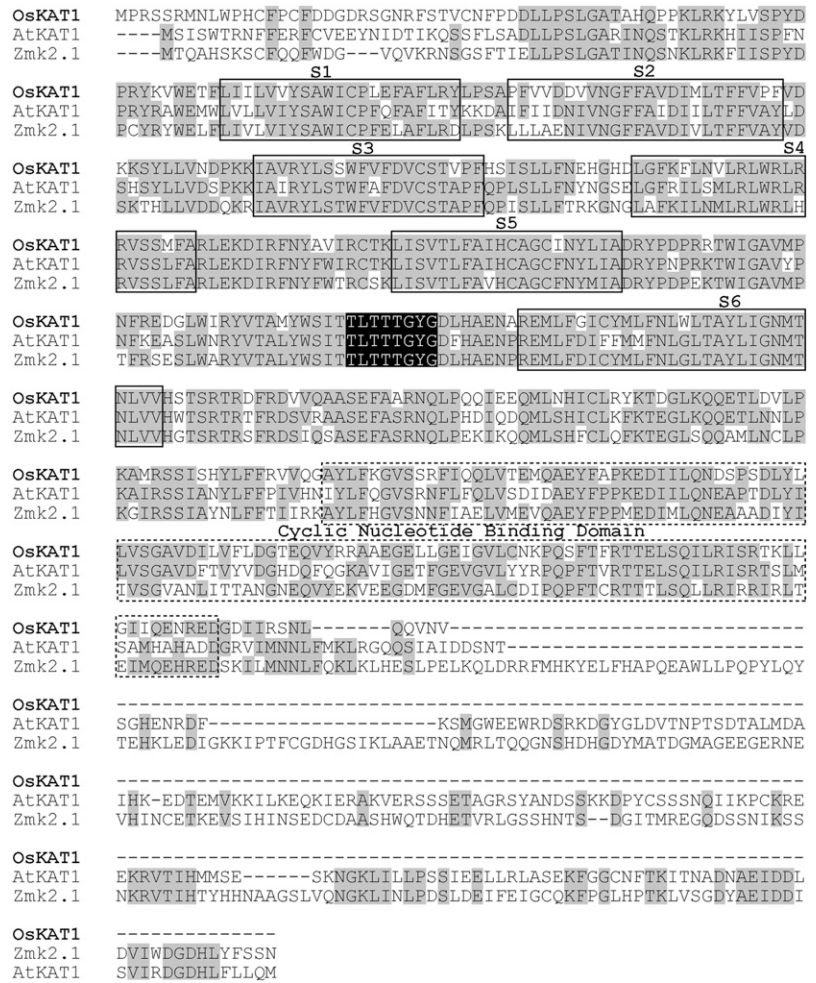 OsKAT1 MPRSSRMNLWPHCFPCFDDGDRSGNRFSTVCNFPDDLLPSLGATAHQPPKLRKYLVSPYD
AtKAT1 ----MSISWTRNFFERFCVEEYNIDTIKQSSFLSADLLPSLGARINQSTKLRKHIISPFN
Zmk2.1 ---MTQAHSKSCFQQFWDG---VQVKRNSGSFTIELLPSLGATINQSNKLRKFIISPYD
S1 S2
OsKAT1 PRYKVWETFLIILVVYSAWICPLEFAFLRYLPSAPFVVDDVVNGFFAVDIMLTFFVPFVD
AtKAT1 PRYRAWEMWLVLLVIYSAWICPFQFAFITYKKDAIFIIDNIVNGFFAIDIILTFFVAYLD
Zmk2.1 PCYRYWELFLIVLVIYSAWICPFELAFLRDLPSKLLLAENIVNGFFAVDIVLTFFVAYVD
S3 S4
OsKAT1 KKSYLLVNDPKKIAVRYLSSWFVFDVCSTVPFHSISLLFNEHGHDLGFKFLNVLRLWRLR
AtKAT1 SHSYLLVDSPKKIAIRYLSTWFAFDVCSTAPFQPLSLLFNYNGSELGFRILSMLRLWRLR
Zmk2.1 SKTHLLVDDQKRIAVRYLSTWFVFDVCSTAPFQPISLLFTRKGNGLAFKILNMLRLWRLH
S5
OsKAT1 RVSSMFARLEKDIRFNYAVIRCTKLISVTLFAIHCAGCINYLIADRYPDPRRTWIGAVMP
AtKAT1 RVSSLFARLEKDIRFNYFWIRCTKLISVTLFAIHCAGCFNYLIADRYPNPRKTWIGAVYP
Zmk2.1 RVSSLFARLEKDIRFNYFWTRCSKLISVTLFAVHCAGCFNYMIADRYPDPEKTWIGAVMP
S6
OsKAT1 NFREDGLWIRYVTAMYWSITTLTTTGYGDLHAENAREMLFGICYMLFNLWLTAYLIGNMT
AtKAT1 NFKEASLWNRYVTALYWSITTLTTTGYGDFHAENPREMLFDIFFMMFNLGLTAYLIGNMT
Zmk2.1 TFRSESLWARYVTALYWSITTLTTTGYGDLHAENPREMLFDICYMLFNLGLTAYLIGNMT
OsKAT1 NLVVHSTSRTRDFRDVVQAASEFAARNQLPQQIEEQMLNHICLRYKTDGLKQQETLDVLP
AtKAT1 NLVVHWTSRTRDFRDSVRAASEFASRNQLPHDIQDQMLSHICLKFKTEGLKQQETLNNLP
Zmk2.1 NLVVHGTSRTRSFRDSIQSASEFASRNQLPEKIKQQMLSHFCLKFKTEGLSQQAMLNCLP
OsKAT1 KAMRSSISHYLFFRVVQGAYLFKGVSSRFIQQLVTEMQAEYFAPKEDIILQNDSPSDLYL
AtKAT1 KAIRSSIANYLFFPIVHNIYLFQGVSRNFLFQLVSDIDAEYFPPKEDIILQNEAPTDLYI
Zmk2.1 KGIRSSIAYNLFFTIIRKAYLFHGVSNNFIAELVMEVQAEYFPPMEDIMLQNEAAADIYI
Cyclic Nucleotide Binding Domain
OsKAT1 LVSGAVDILVFLDGTEQVYRRAAEGELLGEIGVLCNKPQSFTFRTTELSQILRISRTKLL
AtKAT1 LVSGAVDFTVYVDGHDQFQGKAVIGETFGEVGVLYYRPQPFTVRTTELSQILRISRTSLM
Zmk2.1 IVSGVANLITTANGNEQVYEKVEEGDMFGEVGALCDIPQPFTCRTTTLSQLLRIRRIRLT
OsKAT1 GIIQENREDGDIIRSNL-------QQVNV-------------------------------
AtKAT1 SAMHAHADDGRVIMNNLFMKLRGQQSIAIDDSNT--------------------------
Zmk2.1 EIMQEHREDSKILMNNLFQKLKLHESLPELKQLDRRFMHKYELFHAPQEAWLLPQPYLQY
OsKAT1 ------------------------------------------------------------
AtKAT1 SGHENRDF--------------------KSMGWEEWRDSRKDGYGLDVTNPTSDTALMDA
Zmk2.1 TEHKLEDIGKKIPTFCGDHGSIKLAAETNQMRLTQQGNSHDHGDYMATDGMAGEEGERNE
OsKAT1 ------------------------------------------------------------
AtKAT1 IHK-EDTEMVKKILKEQKIERAKVERSSSETAGRSYANDSSKKDPYCSSSNQIIKPCKRE
Zmk2.1 VHINCETKEVSIHINSEDCDAASHWQTDHETVRLGSSHNTS--DGITMREGQDSSNIKSS
OsKAT1 ------------------------------------------------------------
AtKAT1 EKRVTIHMMSE------SKNGKLILLPSSIEELLRLASEKFGGCNFTKITNADNAEIDDL
Zmk2.1 NKRVTIHTYHHNAAGSLVQNGKLINLPDSLDEIFEIGCQKFPGLHPTKLVSGDYAEIDDI
OsKAT1 --------------
Zmk2.1 DVIWDGDHLYFSSN
AtKAT1 SVIRDGDHLFLLQM